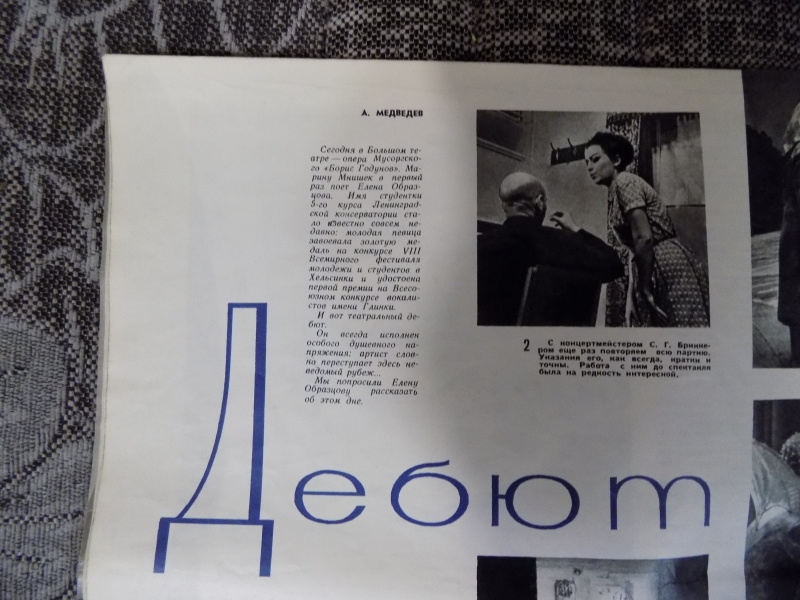 А. МЕДВЕДЕВ
Сегодня в Большом те-
атре — опера Мусоргско-
го «Борис Годунов». Ма-
рину Мнишек в первый
раз поет Елена Образ-
цова. Имя студентки
5-го курса Ленинград-
ской консерватории ста-
ло известно совсем не-
давно: молодая певица
завоевала золотую ме-
даль на конкурсе VIII
Всемирного фестиваля
молодежи и студентов в
Хельсинки и удостоена
первой премии на Всесо-
юзном конкурсе вокали-
стов имени Глинки.
И вот театральный де-
бют.
Он всегда исполнен
особого душевного на-
пряжения: артист слов-
но переступает здесь не-
ведомый рубеж...
Мы попросили Елену
Образцову рассказать
об этом дне.
2 С концертмейстером С. Г. Брикке-
ром еще раз повторяем всю партию.
Указания его, как всегда, кратки и
точны. Работа с ним до спектакля
была на редкость интересной.
Дебют